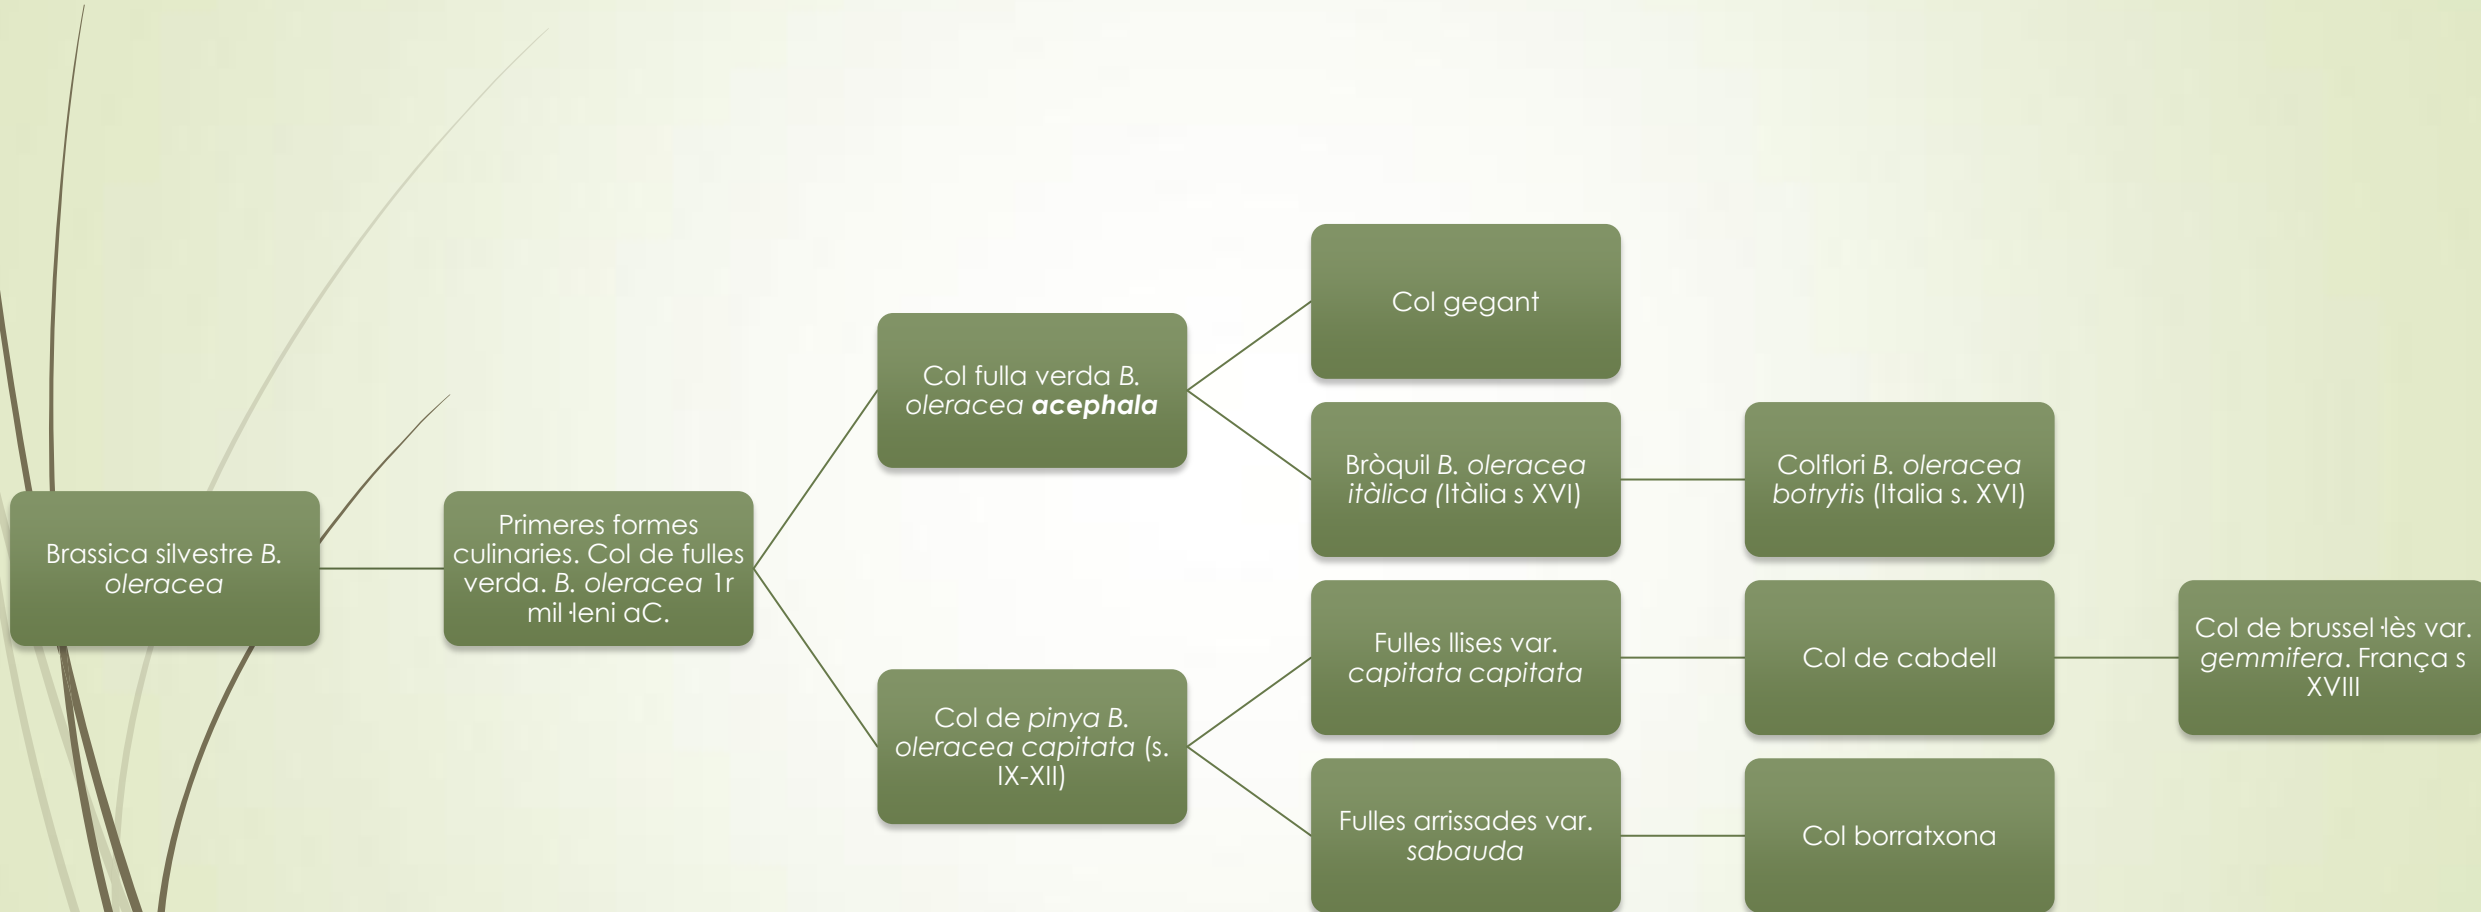 Brassica silvestre B.
oleracea
Primeres formes
culinaries. Col de fulles
verda. B. oleracea 1r
mil·leni aC.
Col fulla verda B.
oleracea acephala
Col gegant
Bròquil B. oleracea
itàlica (Itàlia s XVI)
Colflori B. oleracea
botrytis (Italia s. XVI)
Col de pinya B.
oleracea capitata (s.
IX-XII)
Fulles llises var.
capitata capitata
Col de cabdell
Col de brussel·lès var.
gemmifera. França s
XVIII
Fulles arrissades var.
sabauda
Col borratxona